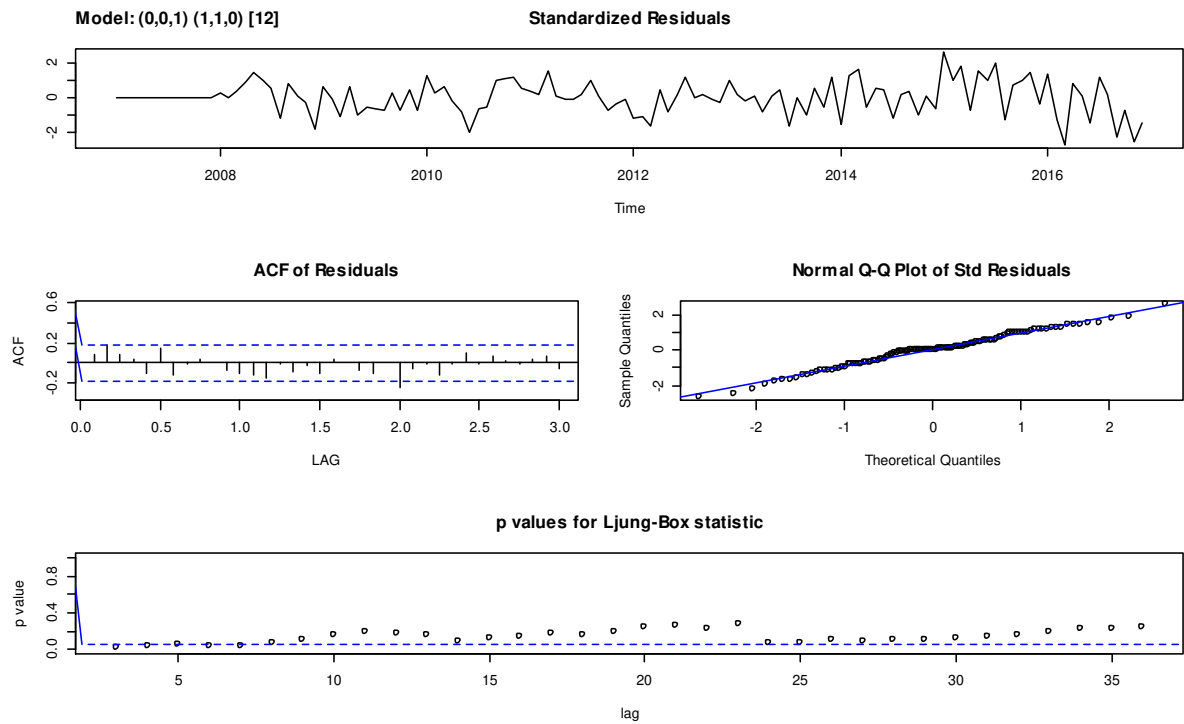 Model: (0,0,1) (1,1,0) [12]
Standardized Residuals
2
0
-2
2008 2010 2012 2014 2016
Time
ACF of Residuals
ACF
0.6
0.2
-0.2
0.0 0.5 1.0 1.5 2.0 2.5 3.0
LAG
Normal Q-Q Plot of Std Residuals
Sample Quantiles
2
0
-2
-2 -1 0 1 2
Theoretical Quantiles
p values for Ljung-Box statistic
p value
0.8
0.4
0.0
5 10 15 20 25 30 35
lag